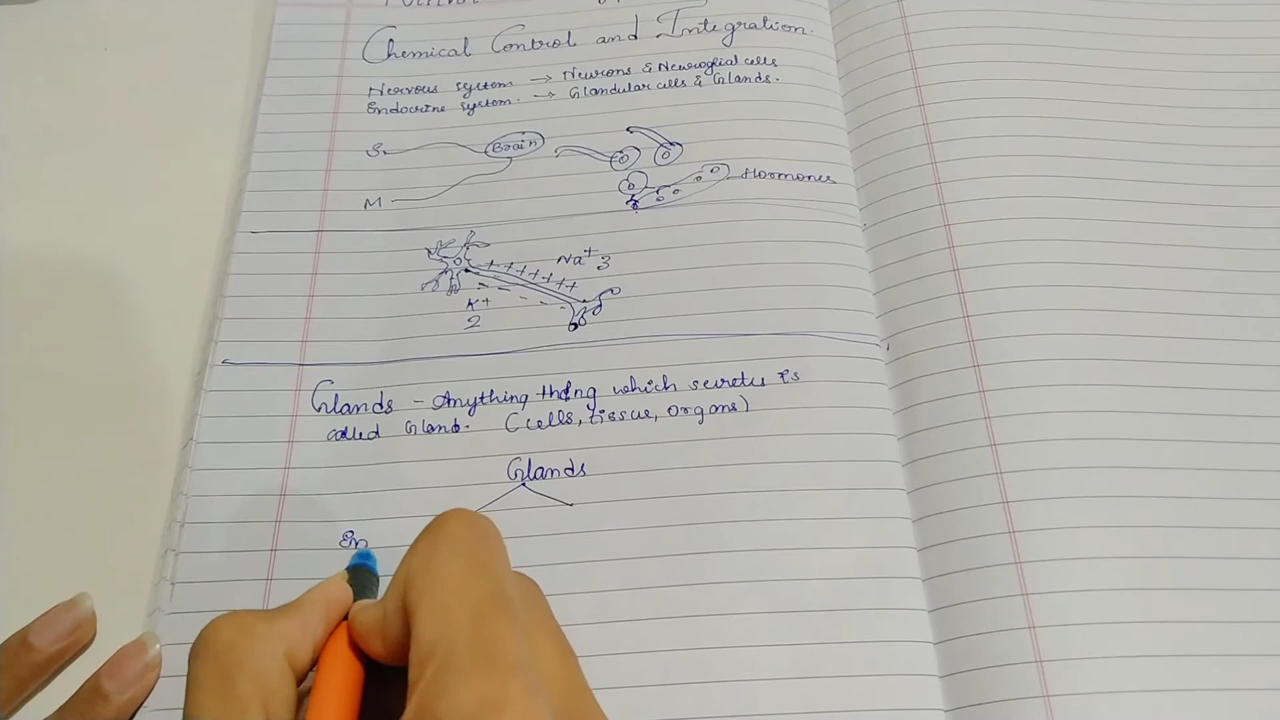 Chemical Control and Integration.
Nervous system → Neurons & Neuroglial cells
Endocrine system. → Glandular cells & Glands.
S Brain
Hormones
M
Na+ 3
K+
2
Glands - Anything thing which secretes is
called Gland. (cells, tissue, organs)
Glands
En